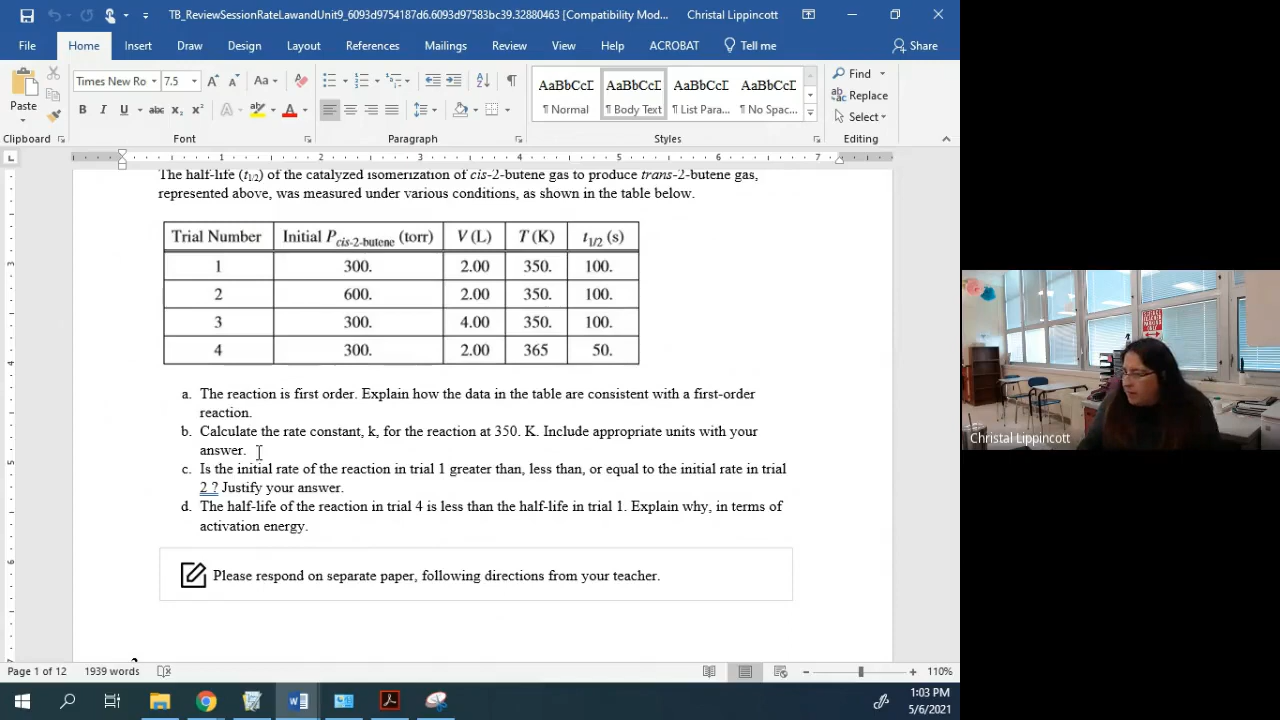 TB_ReviewSessionRateLawandUnit9_6093d9754187d6.6093d97583bc39.32880463 [Compatibility Mod... Christal Lippincott
File Home Insert Draw Design Layout References Mailings Review View Help ACROBAT Tell me Share
Paste
Times New Ro 7.5
AaBbCcD AaBbCcD AaBbCcD AaBbCcD
¶ Normal ¶ Body Text ¶ List Para... ¶ No Spac...
Find
Replace
Select
Clipboard Font Paragraph Styles Editing
1 2 3 4 5 6 7
The half-life (t1/2) of the catalyzed isomerization of cis-2-butene gas to produce trans-2-butene gas,
represented above, was measured under various conditions, as shown in the table below.
Trial Number Initial Pcis-2-butene (torr) V (L) T (K) t1/2 (s)
1 300. 2.00 350. 100.
2 600. 2.00 350. 100.
3 300. 4.00 350. 100.
4 300. 2.00 365 50.
a. The reaction is first order. Explain how the data in the table are consistent with a first-order
reaction.
b. Calculate the rate constant, k, for the reaction at 350. K. Include appropriate units with your
answer.
c. Is the initial rate of the reaction in trial 1 greater than, less than, or equal to the initial rate in trial
2 ? Justify your answer.
d. The half-life of the reaction in trial 4 is less than the half-life in trial 1. Explain why, in terms of
activation energy.
Please respond on separate paper, following directions from your teacher.
Page 1 of 12 1939 words 110%
1:03 PM
5/6/2021
Christal Lippincott